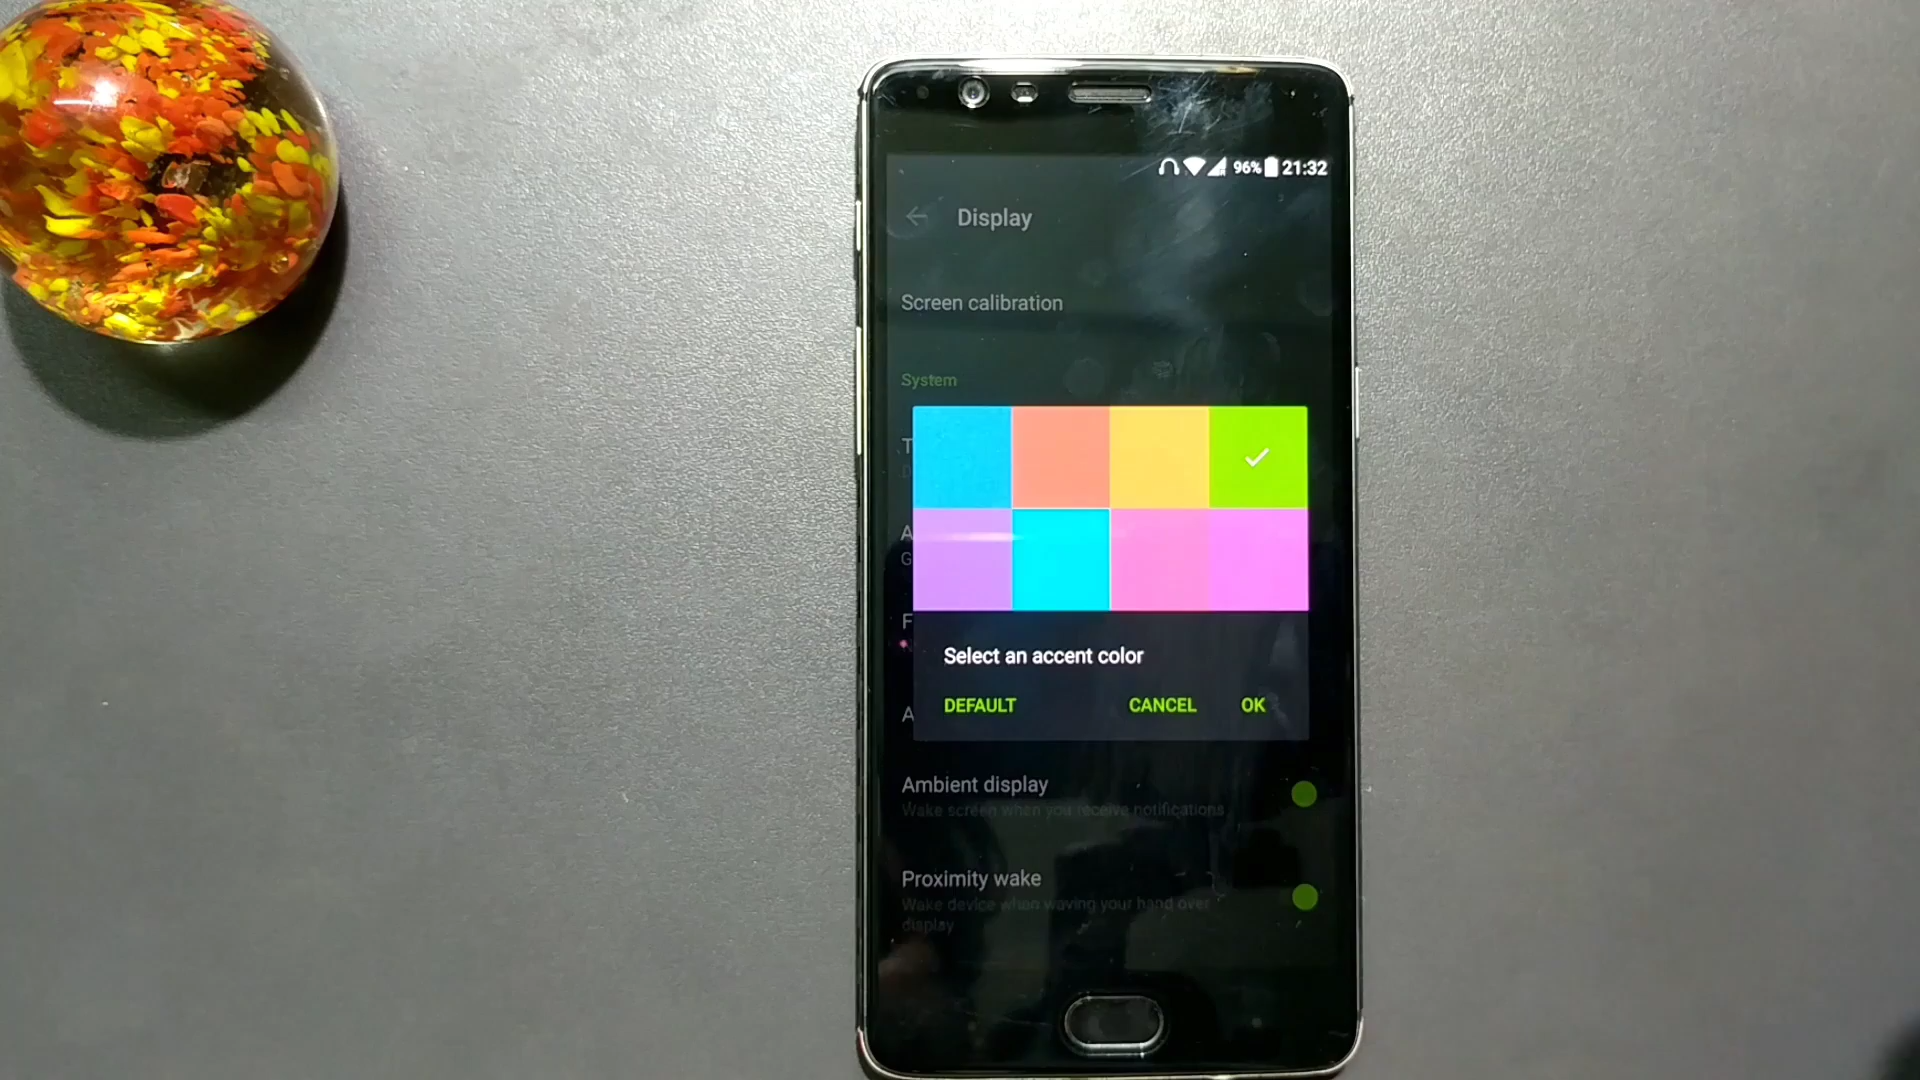 96% 21:32
Display
Screen calibration
System
T
D
A
G
F
Select an accent color
DEFAULT CANCEL OK
A
Ambient display
Wake screen when you receive notifications
Proximity wake
Wake device when waving your hand over
display